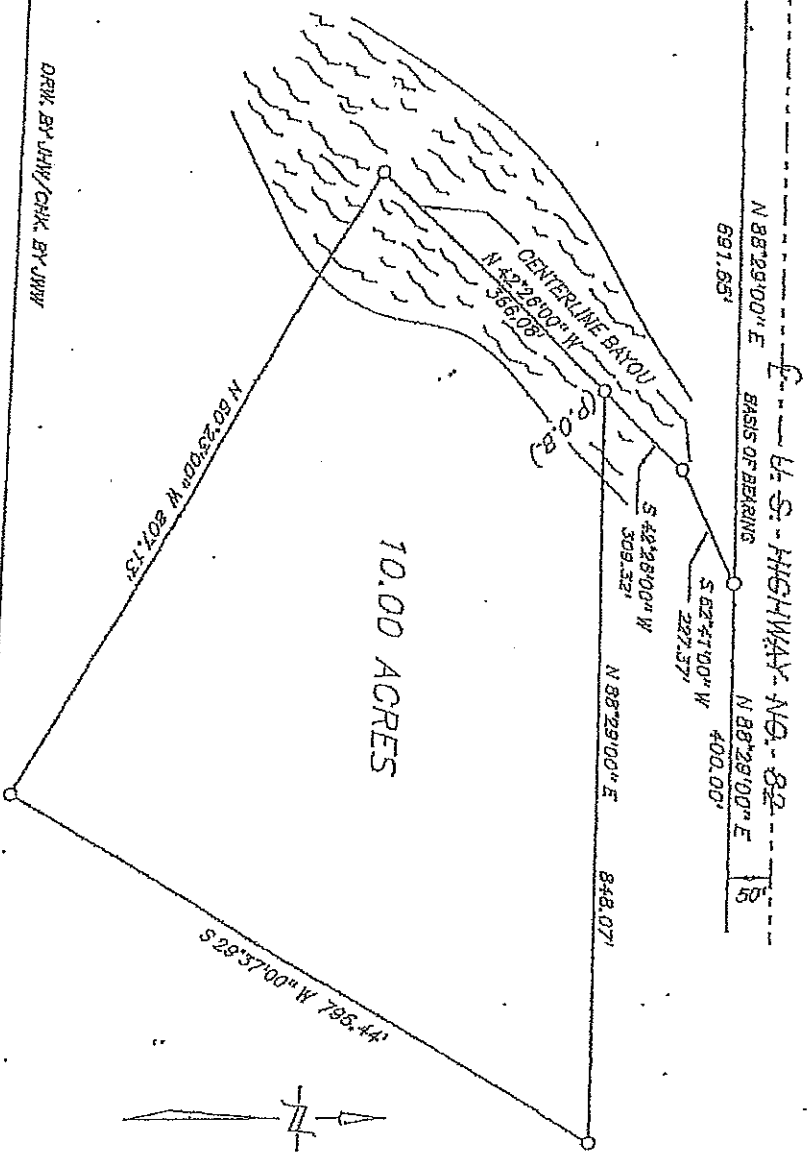 ℄ U. S. HIGHWAY NO. 82
N 88°29'00" E BASIS OF BEARING
691.65'
N 88°29'00" E
400.00'
50'
S 62°41'00" W
227.37'
S 42°26'00" W
309.32'
CENTERLINE BAYOU
N 42°26'00" W
366.08'
(P.O.B.)
N 88°29'00" E 848.07'
10.00 ACRES
N 60°23'00" W 807.13'
S 29°37'00" W 795.44'
N
DRW. BY JHW/CHK. BY JWW